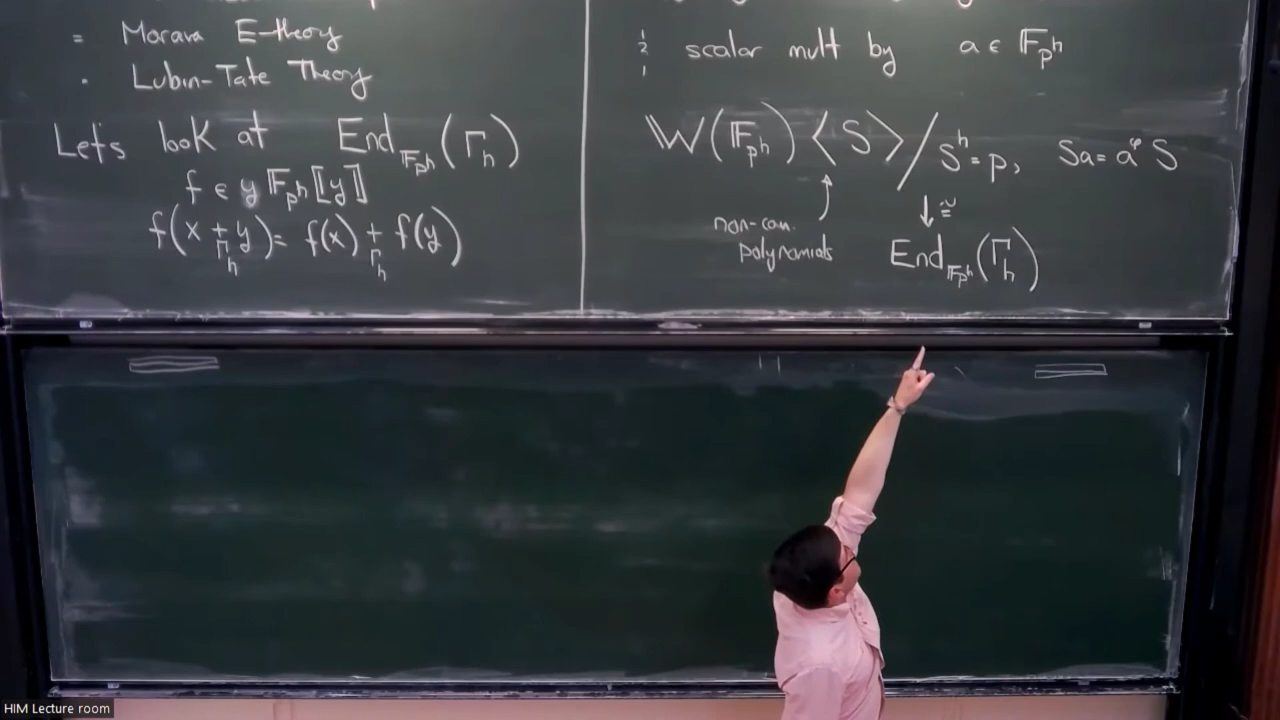 = Morava E-theory
· Lubin-Tate Theory
Let's look at End_{𝔽_{p^h}}(Γ_h)
f ∈ y 𝔽_{p^h}⟦y⟧
f(x +_{Γ_h} y) = f(x) +_{Γ_h} f(y)
scalar mult by a ∈ 𝔽_{p^h}
𝕎(𝔽_{p^h})⟨S⟩/S^h = p, Sa = a^φ S
↑
non-com.
polynomials
↓ ≅
End_{𝔽_{p^h}}(Γ_h)
HIM Lecture room